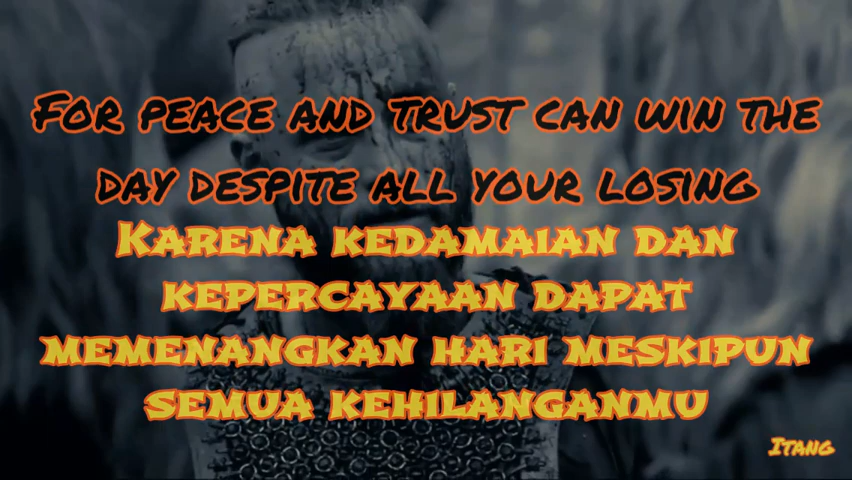 For peace and trust can win the
day despite all your losing
Karena kedamaian dan
kepercayaan dapat
memenangkan hari meskipun
semua kehilanganmu
Itang